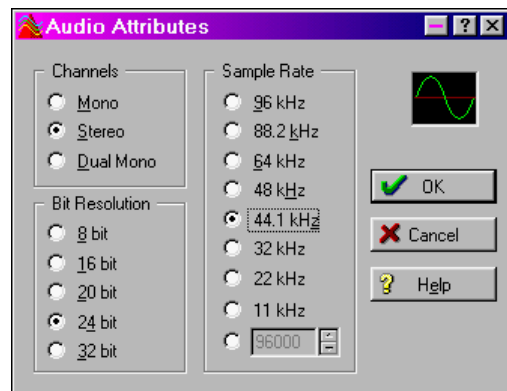 Audio Attributes
Channels
Mono
Stereo
Dual Mono
Bit Resolution
8 bit
16 bit
20 bit
24 bit
32 bit
Sample Rate
96 kHz
88.2 kHz
64 kHz
48 kHz
44.1 kHz
32 kHz
22 kHz
11 kHz
96000
OK
Cancel
Help